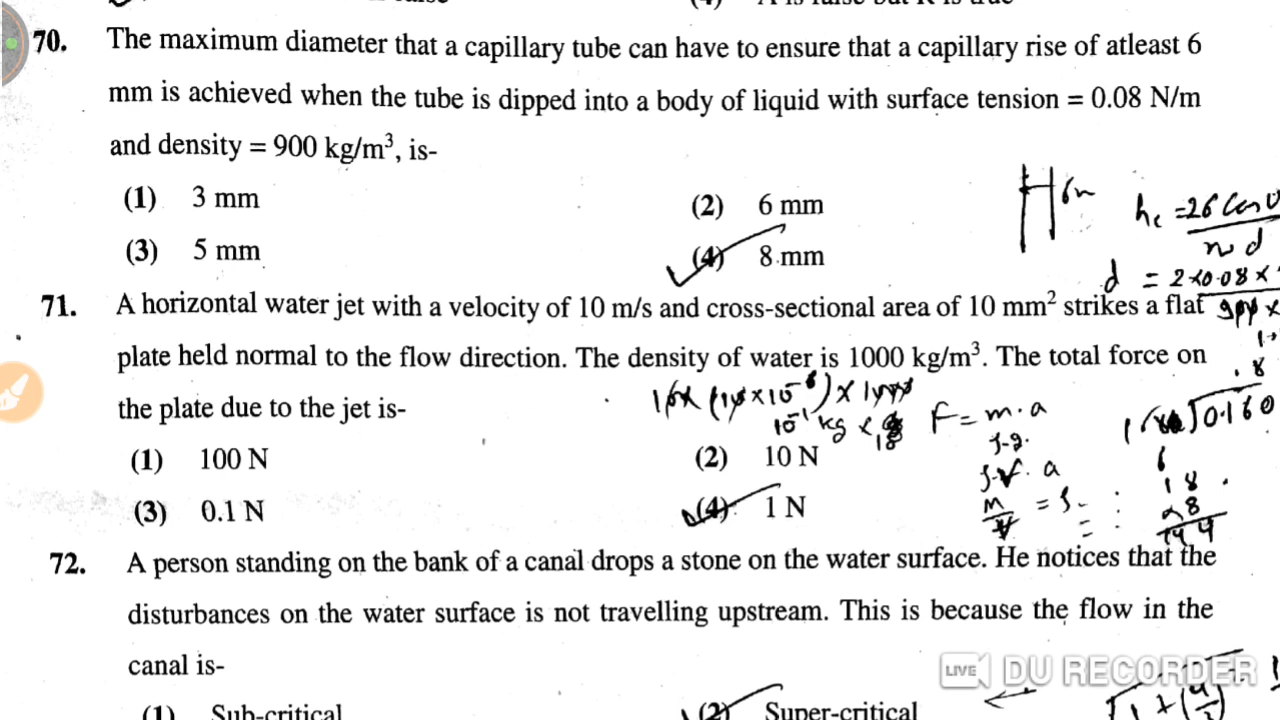 70. The maximum diameter that a capillary tube can have to ensure that a capillary rise of atleast 6
mm is achieved when the tube is dipped into a body of liquid with surface tension = 0.08 N/m
and density = 900 kg/m³, is-
(1) 3 mm (2) 6 mm
(3) 5 mm (4) 8 mm
d = 2×0.08×
71. A horizontal water jet with a velocity of 10 m/s and cross-sectional area of 10 mm² strikes a flat
plate held normal to the flow direction. The density of water is 1000 kg/m³. The total force on
the plate due to the jet is-
F = m.a
0.160
(1) 100 N (2) 10 N
(3) 0.1 N (4) 1 N
72. A person standing on the bank of a canal drops a stone on the water surface. He notices that the
disturbances on the water surface is not travelling upstream. This is because the flow in the
canal is-
LIVE DU RECORDER
(1) Sub-critical (2) Super-critical